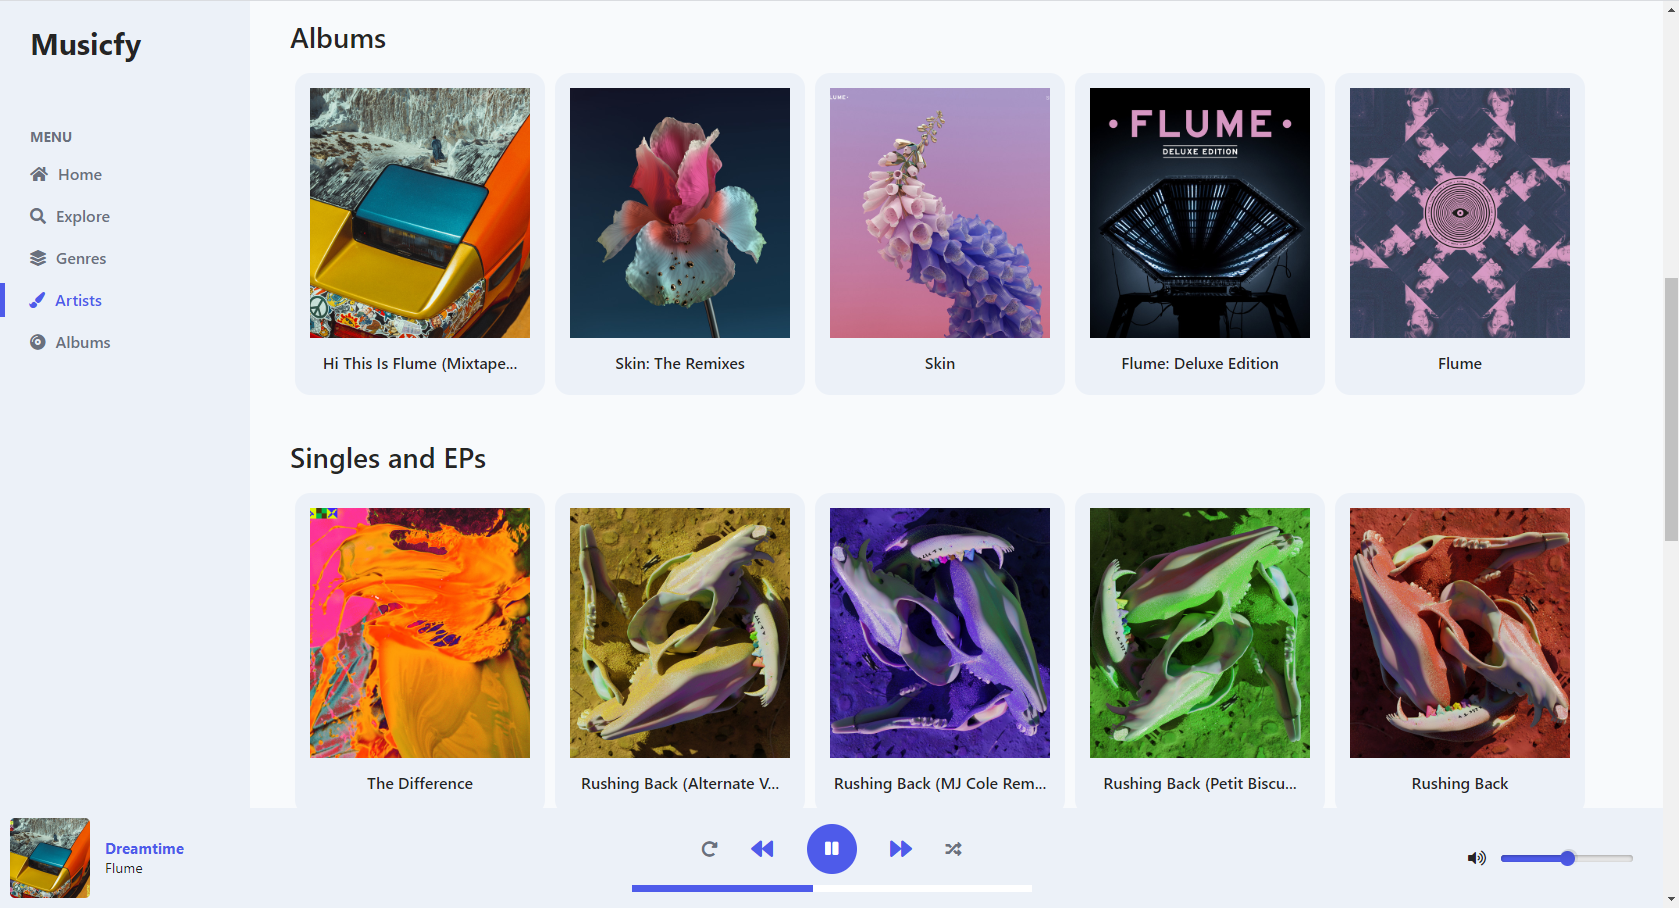 Musicfy
MENU
Home
Explore
Genres
Artists
Albums
Albums
FLUME
DELUXE EDITION
Hi This Is Flume (Mixtape...
Skin: The Remixes
Skin
Flume: Deluxe Edition
Flume
Singles and EPs
The Difference
Rushing Back (Alternate V...
Rushing Back (MJ Cole Rem...
Rushing Back (Petit Biscu...
Rushing Back
Dreamtime
Flume